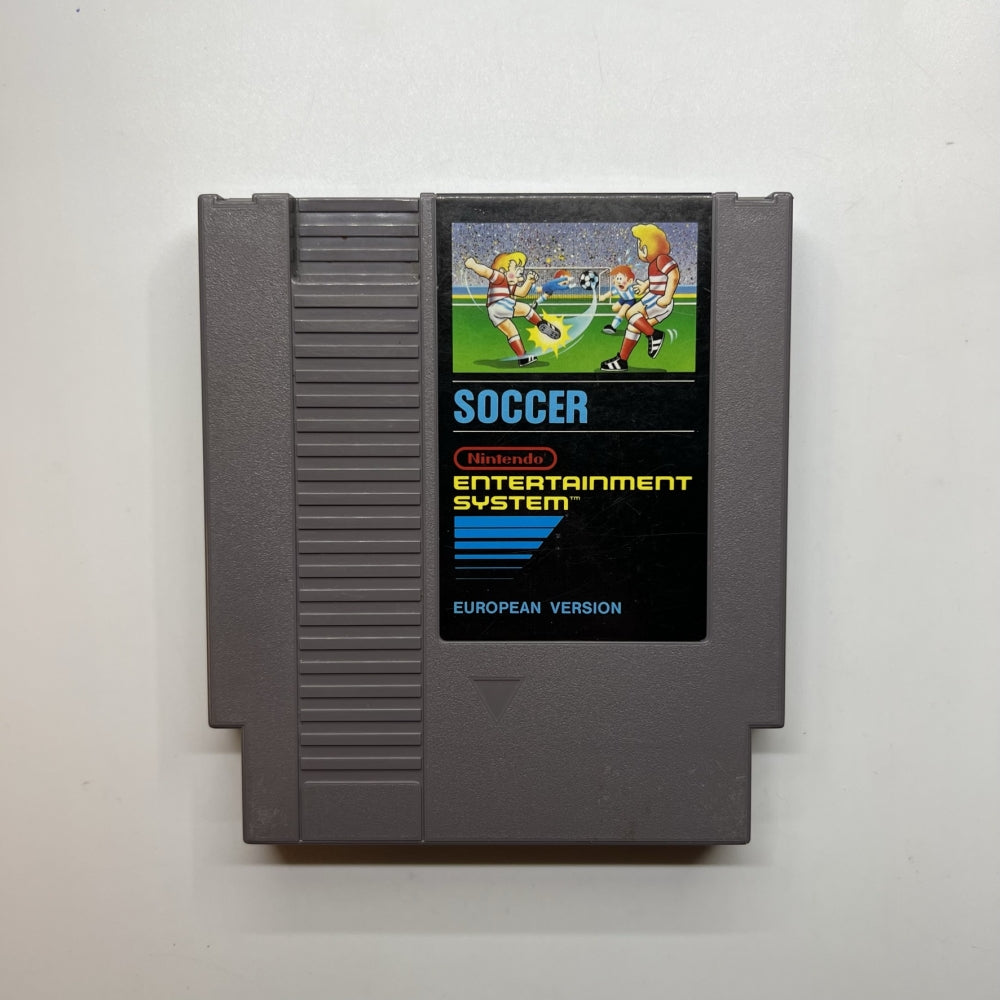 SOCCER
Nintendo
ENTERTAINMENT
SYSTEM™
EUROPEAN VERSION